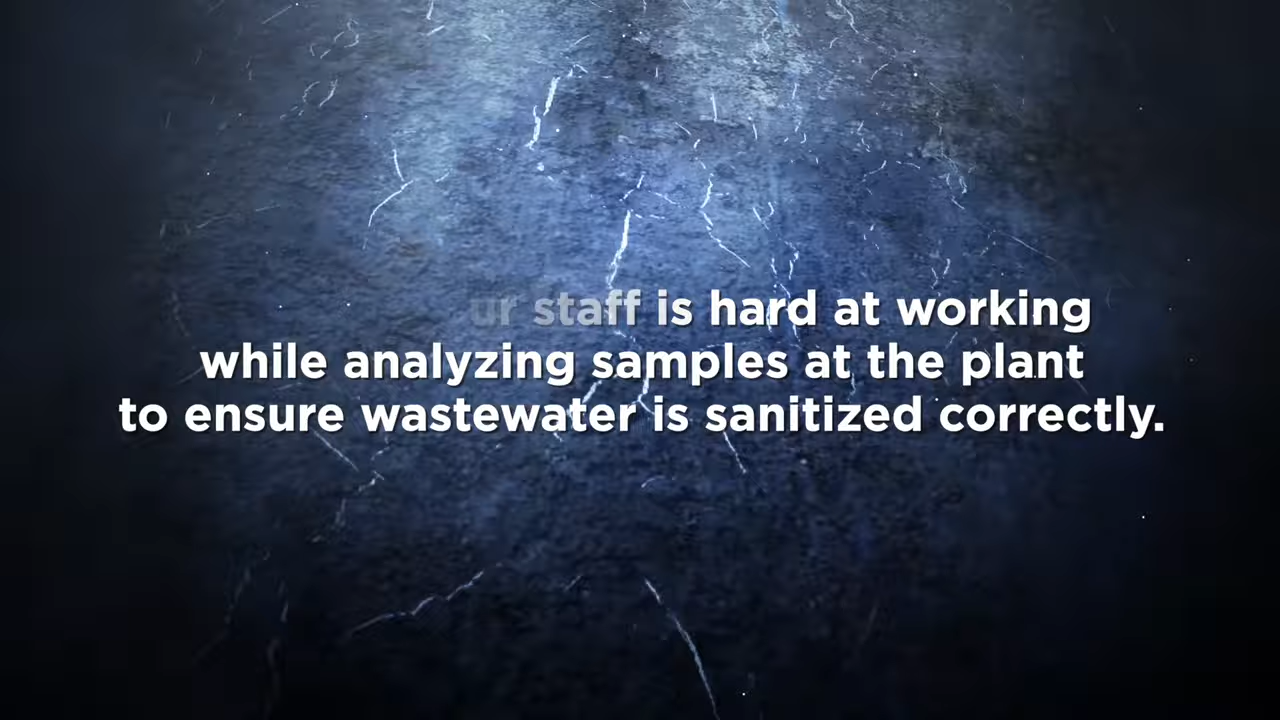 ur staff is hard at working
while analyzing samples at the plant
to ensure wastewater is sanitized correctly.